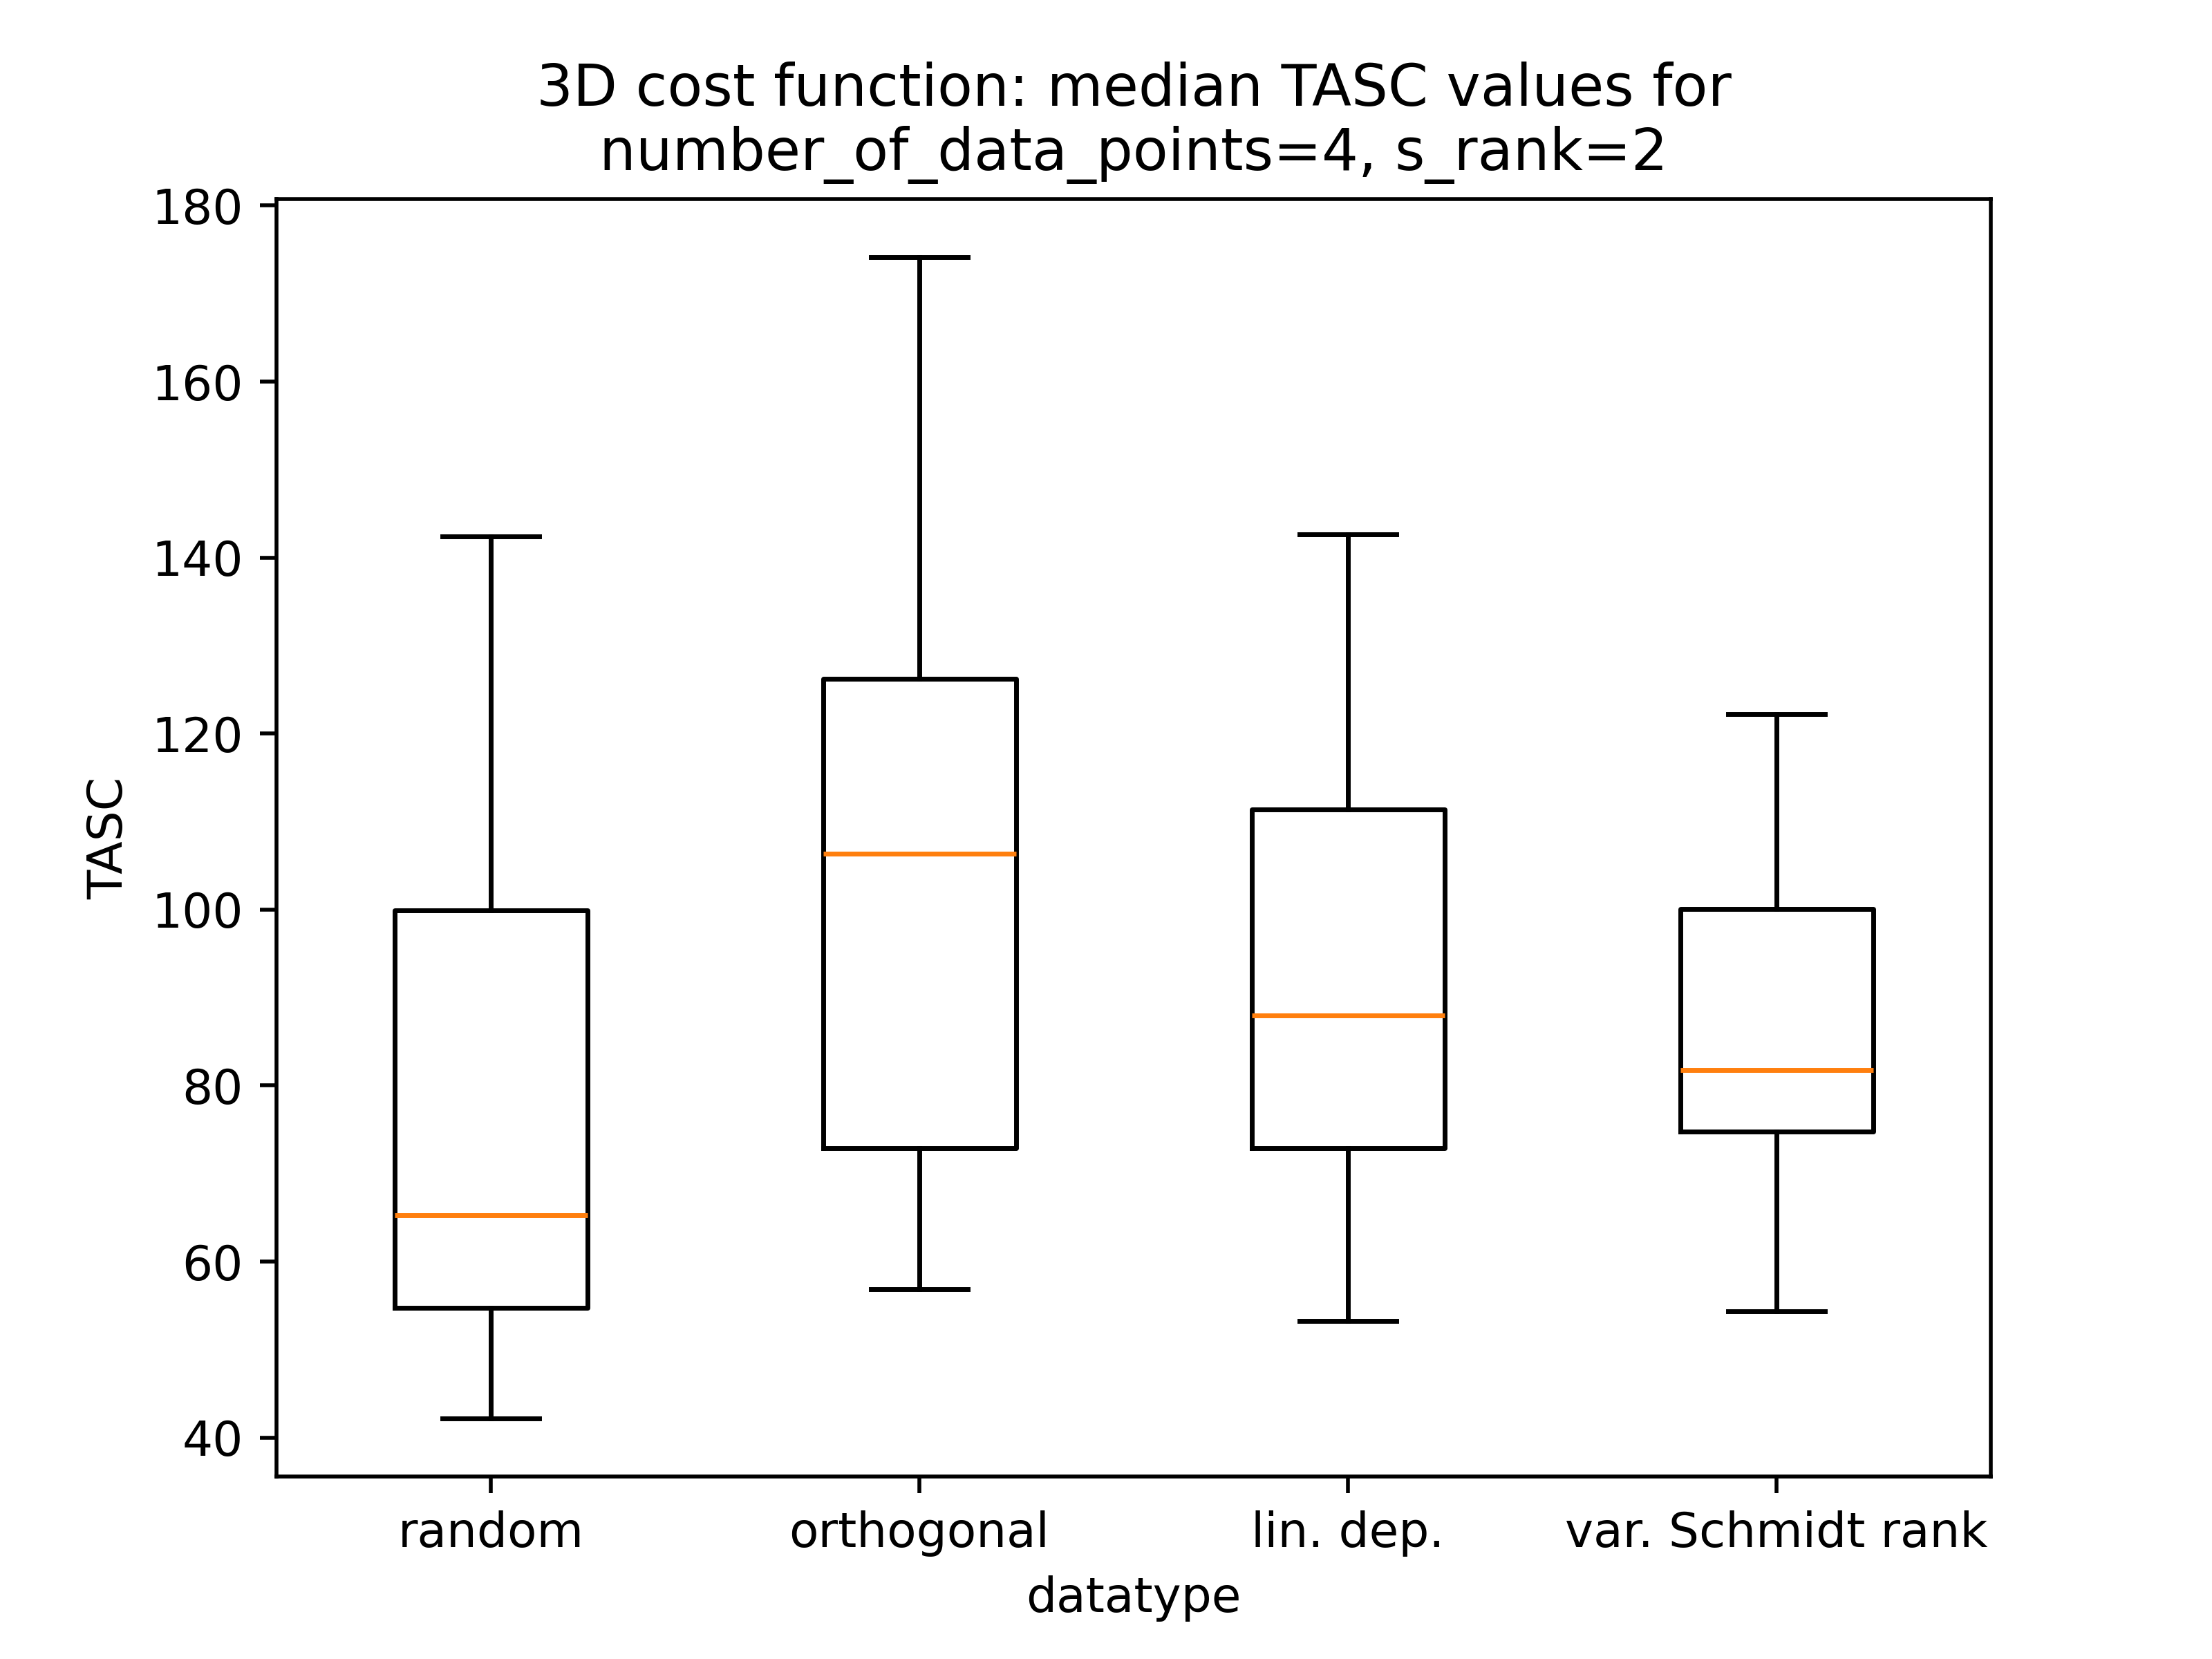 3D cost function: median TASC values for
number_of_data_points=4, s_rank=2
180
160
140
120
100
80
60
40
TASC
random orthogonal lin. dep. var. Schmidt rank
datatype